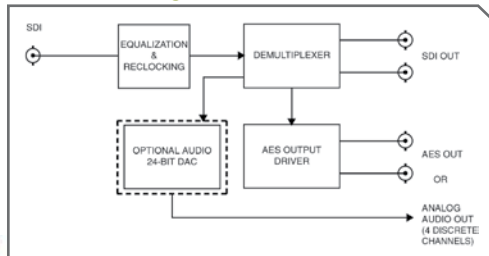 SDI
EQUALIZATION
&
RECLOCKING
DEMULTIPLEXER
SDI OUT
OPTIONAL AUDIO
24-BIT DAC
AES OUTPUT
DRIVER
AES OUT
OR
ANALOG
AUDIO OUT
(4 DISCRETE
CHANNELS)